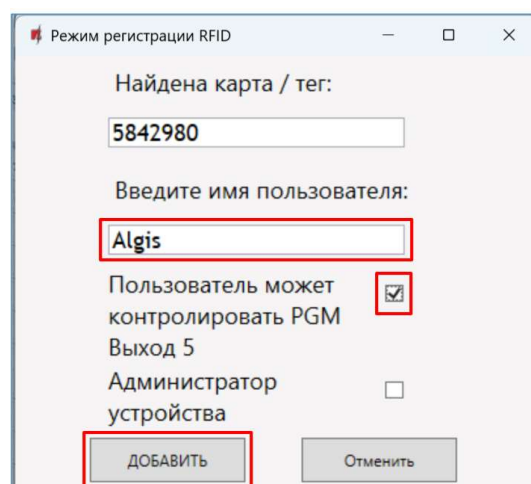 Режим регистрации RFID
Найдена карта / тег:
5842980
Введите имя пользователя:
Algis
Пользователь может
контролировать PGM
Выход 5
Администратор
устройства
ДОБАВИТЬ Отменить